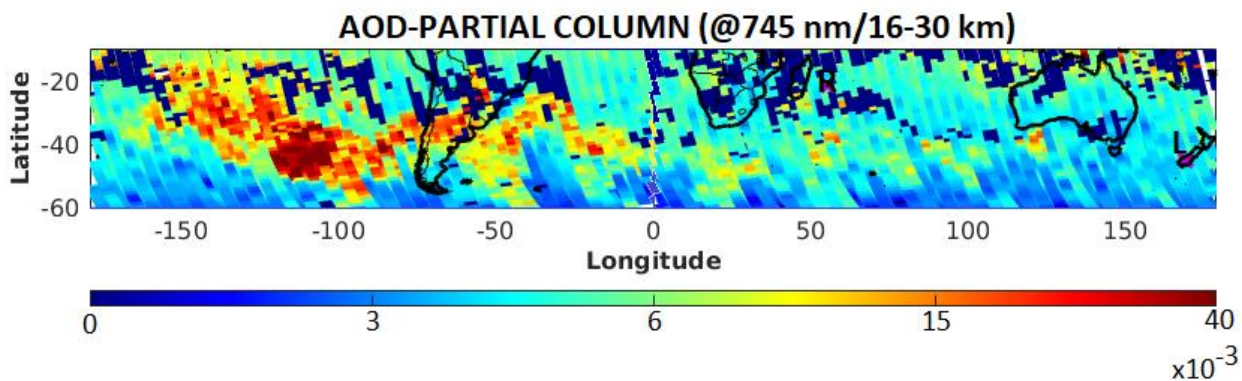 AOD-PARTIAL COLUMN (@745 nm/16-30 km)
Latitude
-20
-40
-60
R
L
-150 -100 -50 0 50 100 150
Longitude
0 3 6 15 40
x10-3